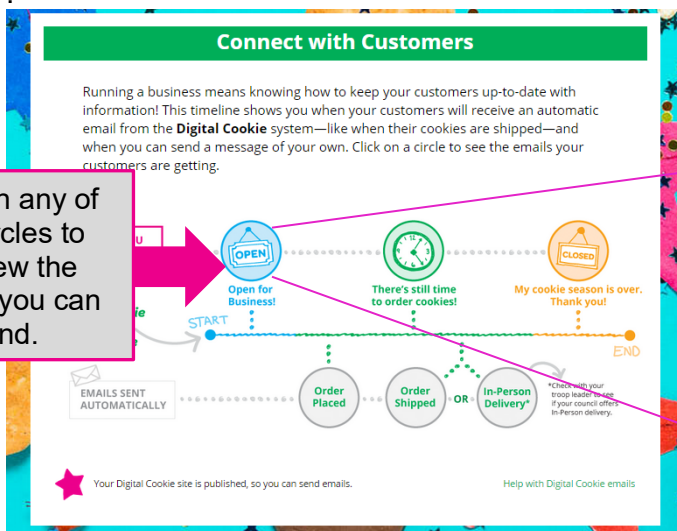 Connect with Customers
Running a business means knowing how to keep your customers up-to-date with
information! This timeline shows you when your customers will receive an automatic
email from the Digital Cookie system—like when their cookies are shipped—and
when you can send a message of your own. Click on a circle to see the emails your
customers are getting.
any of
to
the
you can
OPEN
CLOSED
Open for
Business!
There's still time
to order cookies!
My cookie season is over.
Thank you!
START
END
EMAILS SENT
AUTOMATICALLY
Order
Placed
Order
Shipped
OR
In-Person
Delivery*
*Check with your
troop leader to see
if your council offers
In-Person delivery.
Your Digital Cookie site is published, so you can send emails.
Help with Digital Cookie emails